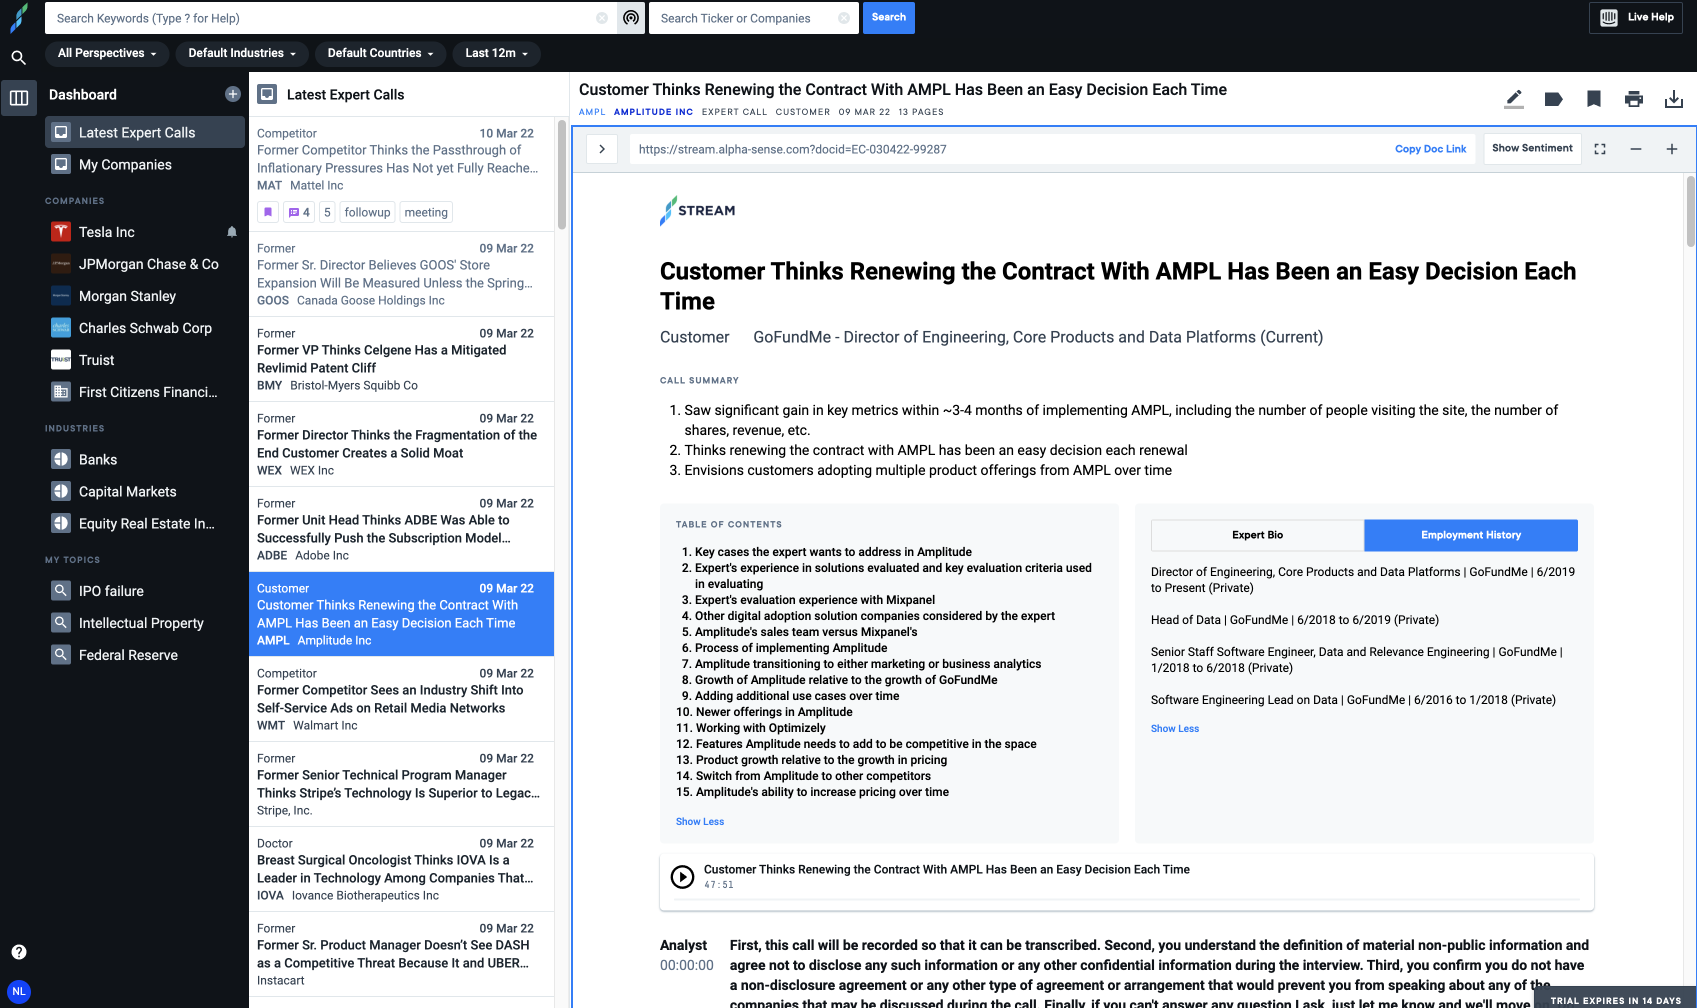 Search Keywords (Type ? for Help)
Search Ticker or Companies
Search
Live Help
All Perspectives
Default Industries
Default Countries
Last 12m
Dashboard
Latest Expert Calls
My Companies
COMPANIES
Tesla Inc
JPMorgan Chase & Co
Morgan Stanley
Charles Schwab Corp
Truist
First Citizens Financi...
INDUSTRIES
Banks
Capital Markets
Equity Real Estate In...
MY TOPICS
IPO failure
Intellectual Property
Federal Reserve
?
NL
Latest Expert Calls
Competitor 10 Mar 22
Former Competitor Thinks the Passthrough of
Inflationary Pressures Has Not yet Fully Reache...
MAT Mattel Inc
4 5 followup meeting
Former 09 Mar 22
Former Sr. Director Believes GOOS' Store
Expansion Will Be Measured Unless the Spring...
GOOS Canada Goose Holdings Inc
Former 09 Mar 22
Former VP Thinks Celgene Has a Mitigated
Revlimid Patent Cliff
BMY Bristol-Myers Squibb Co
Former 09 Mar 22
Former Director Thinks the Fragmentation of the
End Customer Creates a Solid Moat
WEX WEX Inc
Former 09 Mar 22
Former Unit Head Thinks ADBE Was Able to
Successfully Push the Subscription Model...
ADBE Adobe Inc
Customer 09 Mar 22
Customer Thinks Renewing the Contract With
AMPL Has Been an Easy Decision Each Time
AMPL Amplitude Inc
Competitor 09 Mar 22
Former Competitor Sees an Industry Shift Into
Self-Service Ads on Retail Media Networks
WMT Walmart Inc
Former 09 Mar 22
Former Senior Technical Program Manager
Thinks Stripe's Technology Is Superior to Legac...
Stripe, Inc.
Doctor 09 Mar 22
Breast Surgical Oncologist Thinks IOVA Is a
Leader in Technology Among Companies That...
IOVA Iovance Biotherapeutics Inc
Former 09 Mar 22
Former Sr. Product Manager Doesn't See DASH
as a Competitive Threat Because It and UBER...
Instacart
Customer Thinks Renewing the Contract With AMPL Has Been an Easy Decision Each Time
AMPL AMPLITUDE INC EXPERT CALL CUSTOMER 09 MAR 22 13 PAGES
https://stream.alpha-sense.com?docid=EC-030422-99287
Copy Doc Link
Show Sentiment
STREAM
Customer Thinks Renewing the Contract With AMPL Has Been an Easy Decision Each
Time
Customer GoFundMe - Director of Engineering, Core Products and Data Platforms (Current)
CALL SUMMARY
1. Saw significant gain in key metrics within ~3-4 months of implementing AMPL, including the number of people visiting the site, the number of
shares, revenue, etc.
2. Thinks renewing the contract with AMPL has been an easy decision each renewal
3. Envisions customers adopting multiple product offerings from AMPL over time
TABLE OF CONTENTS
1. Key cases the expert wants to address in Amplitude
2. Expert's experience in solutions evaluated and key evaluation criteria used
in evaluating
3. Expert's evaluation experience with Mixpanel
4. Other digital adoption solution companies considered by the expert
5. Amplitude's sales team versus Mixpanel's
6. Process of implementing Amplitude
7. Amplitude transitioning to either marketing or business analytics
8. Growth of Amplitude relative to the growth of GoFundMe
9. Adding additional use cases over time
10. Newer offerings in Amplitude
11. Working with Optimizely
12. Features Amplitude needs to add to be competitive in the space
13. Product growth relative to the growth in pricing
14. Switch from Amplitude to other competitors
15. Amplitude's ability to increase pricing over time
Show Less
Expert Bio
Employment History
Director of Engineering, Core Products and Data Platforms | GoFundMe | 6/2019
to Present (Private)
Head of Data | GoFundMe | 6/2018 to 6/2019 (Private)
Senior Staff Software Engineer, Data and Relevance Engineering | GoFundMe |
1/2018 to 6/2018 (Private)
Software Engineering Lead on Data | GoFundMe | 6/2016 to 1/2018 (Private)
Show Less
Customer Thinks Renewing the Contract With AMPL Has Been an Easy Decision Each Time
47:51
Analyst
00:00:00
First, this call will be recorded so that it can be transcribed. Second, you understand the definition of material non-public information and
agree not to disclose any such information or any other confidential information during the interview. Third, you confirm you do not have
a non-disclosure agreement or any other type of agreement or arrangement that would prevent you from speaking about any of the
companies that may be discussed during the call. Finally, if you can't answer any question I ask, just let me know and we'll move
TRIAL EXPIRES IN 14 DAYS